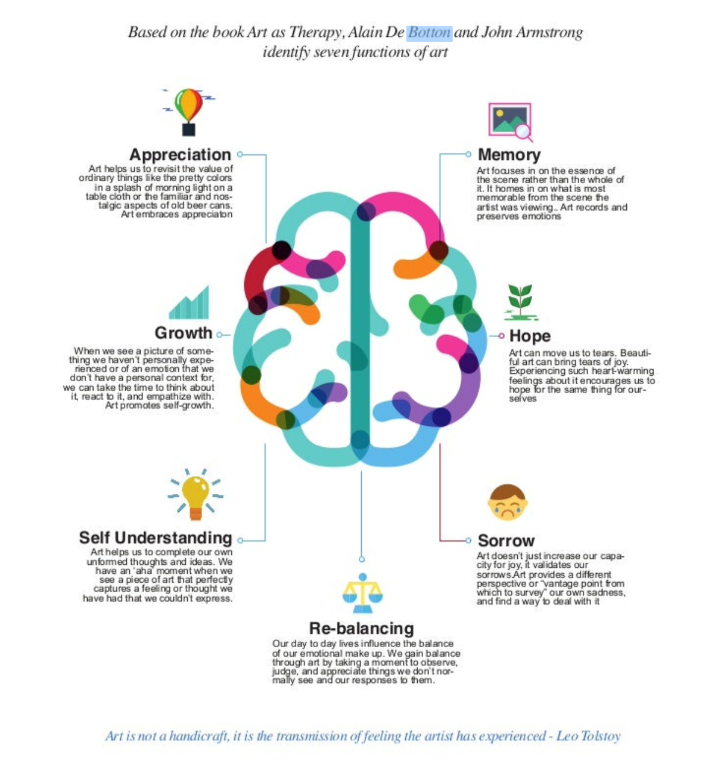 Based on the book Art as Therapy, Alain De Botton and John Armstrong
identify seven functions of art
Appreciation
Art helps us to revisit the value of
ordinary things like the pretty colors
in a splash of morning light on a
table cloth or the familiar and nos-
talgic aspects of old beer cans.
Art embraces appreciaton
Memory
Art focuses in on the essence of
the scene rather than the whole of
it. It homes in on what is most
memorable from the scene the
artist was viewing.. Art records and
preserves emotions
Growth
When we see a picture of some-
thing we haven't personally expe-
rienced or of an emotion that we
don't have a personal context for,
we can take the time to think about
it, react to it, and empathize with.
Art promotes self-growth.
Hope
Art can move us to tears. Beauti-
ful art can bring tears of joy.
Experiencing such heart-warming
feelings about it encourages us to
hope for the same thing for our-
selves
Self Understanding
Art helps us to complete our own
unformed thoughts and ideas. We
have an 'aha' moment when we
see a piece of art that perfectly
captures a feeling or thought we
have had that we couldn't express.
Sorrow
Art doesn't just increase our capa-
city for joy, it validates our
sorrows.Art provides a different
perspective or "vantage point from
which to survey" our own sadness,
and find a way to deal with it
Re-balancing
Our day to day lives influence the balance
of our emotional make up. We gain balance
through art by taking a moment to observe,
judge, and appreciate things we don't nor-
mally see and our responses to them.
Art is not a handicraft, it is the transmission of feeling the artist has experienced - Leo Tolstoy